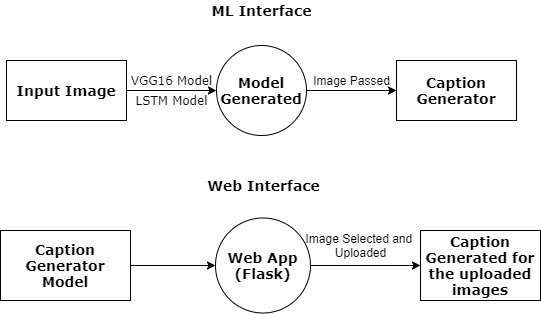 ML Interface
Input Image
VGG16 Model
LSTM Model
Model
Generated
Image Passed
Caption
Generator
Web Interface
Caption
Generator
Model
Web App
(Flask)
Image Selected and
Uploaded
Caption
Generated for
the uploaded
images